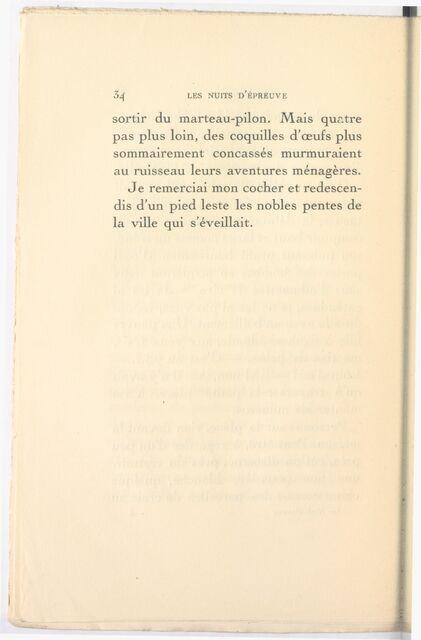 34 LES NUITS D'ÉPREUVE
sortir du marteau-pilon. Mais quatre
pas plus loin, des coquilles d'œufs plus
sommairement concassés murmuraient
au ruisseau leurs aventures ménagères.
Je remerciai mon cocher et redescen-
dis d'un pied leste les nobles pentes de
la ville qui s'éveillait.